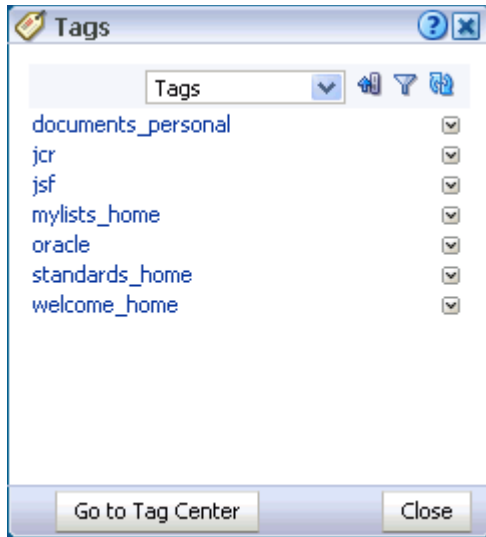 Tags
Tags
documents_personal
jcr
jsf
mylists_home
oracle
standards_home
welcome_home
Go to Tag Center Close